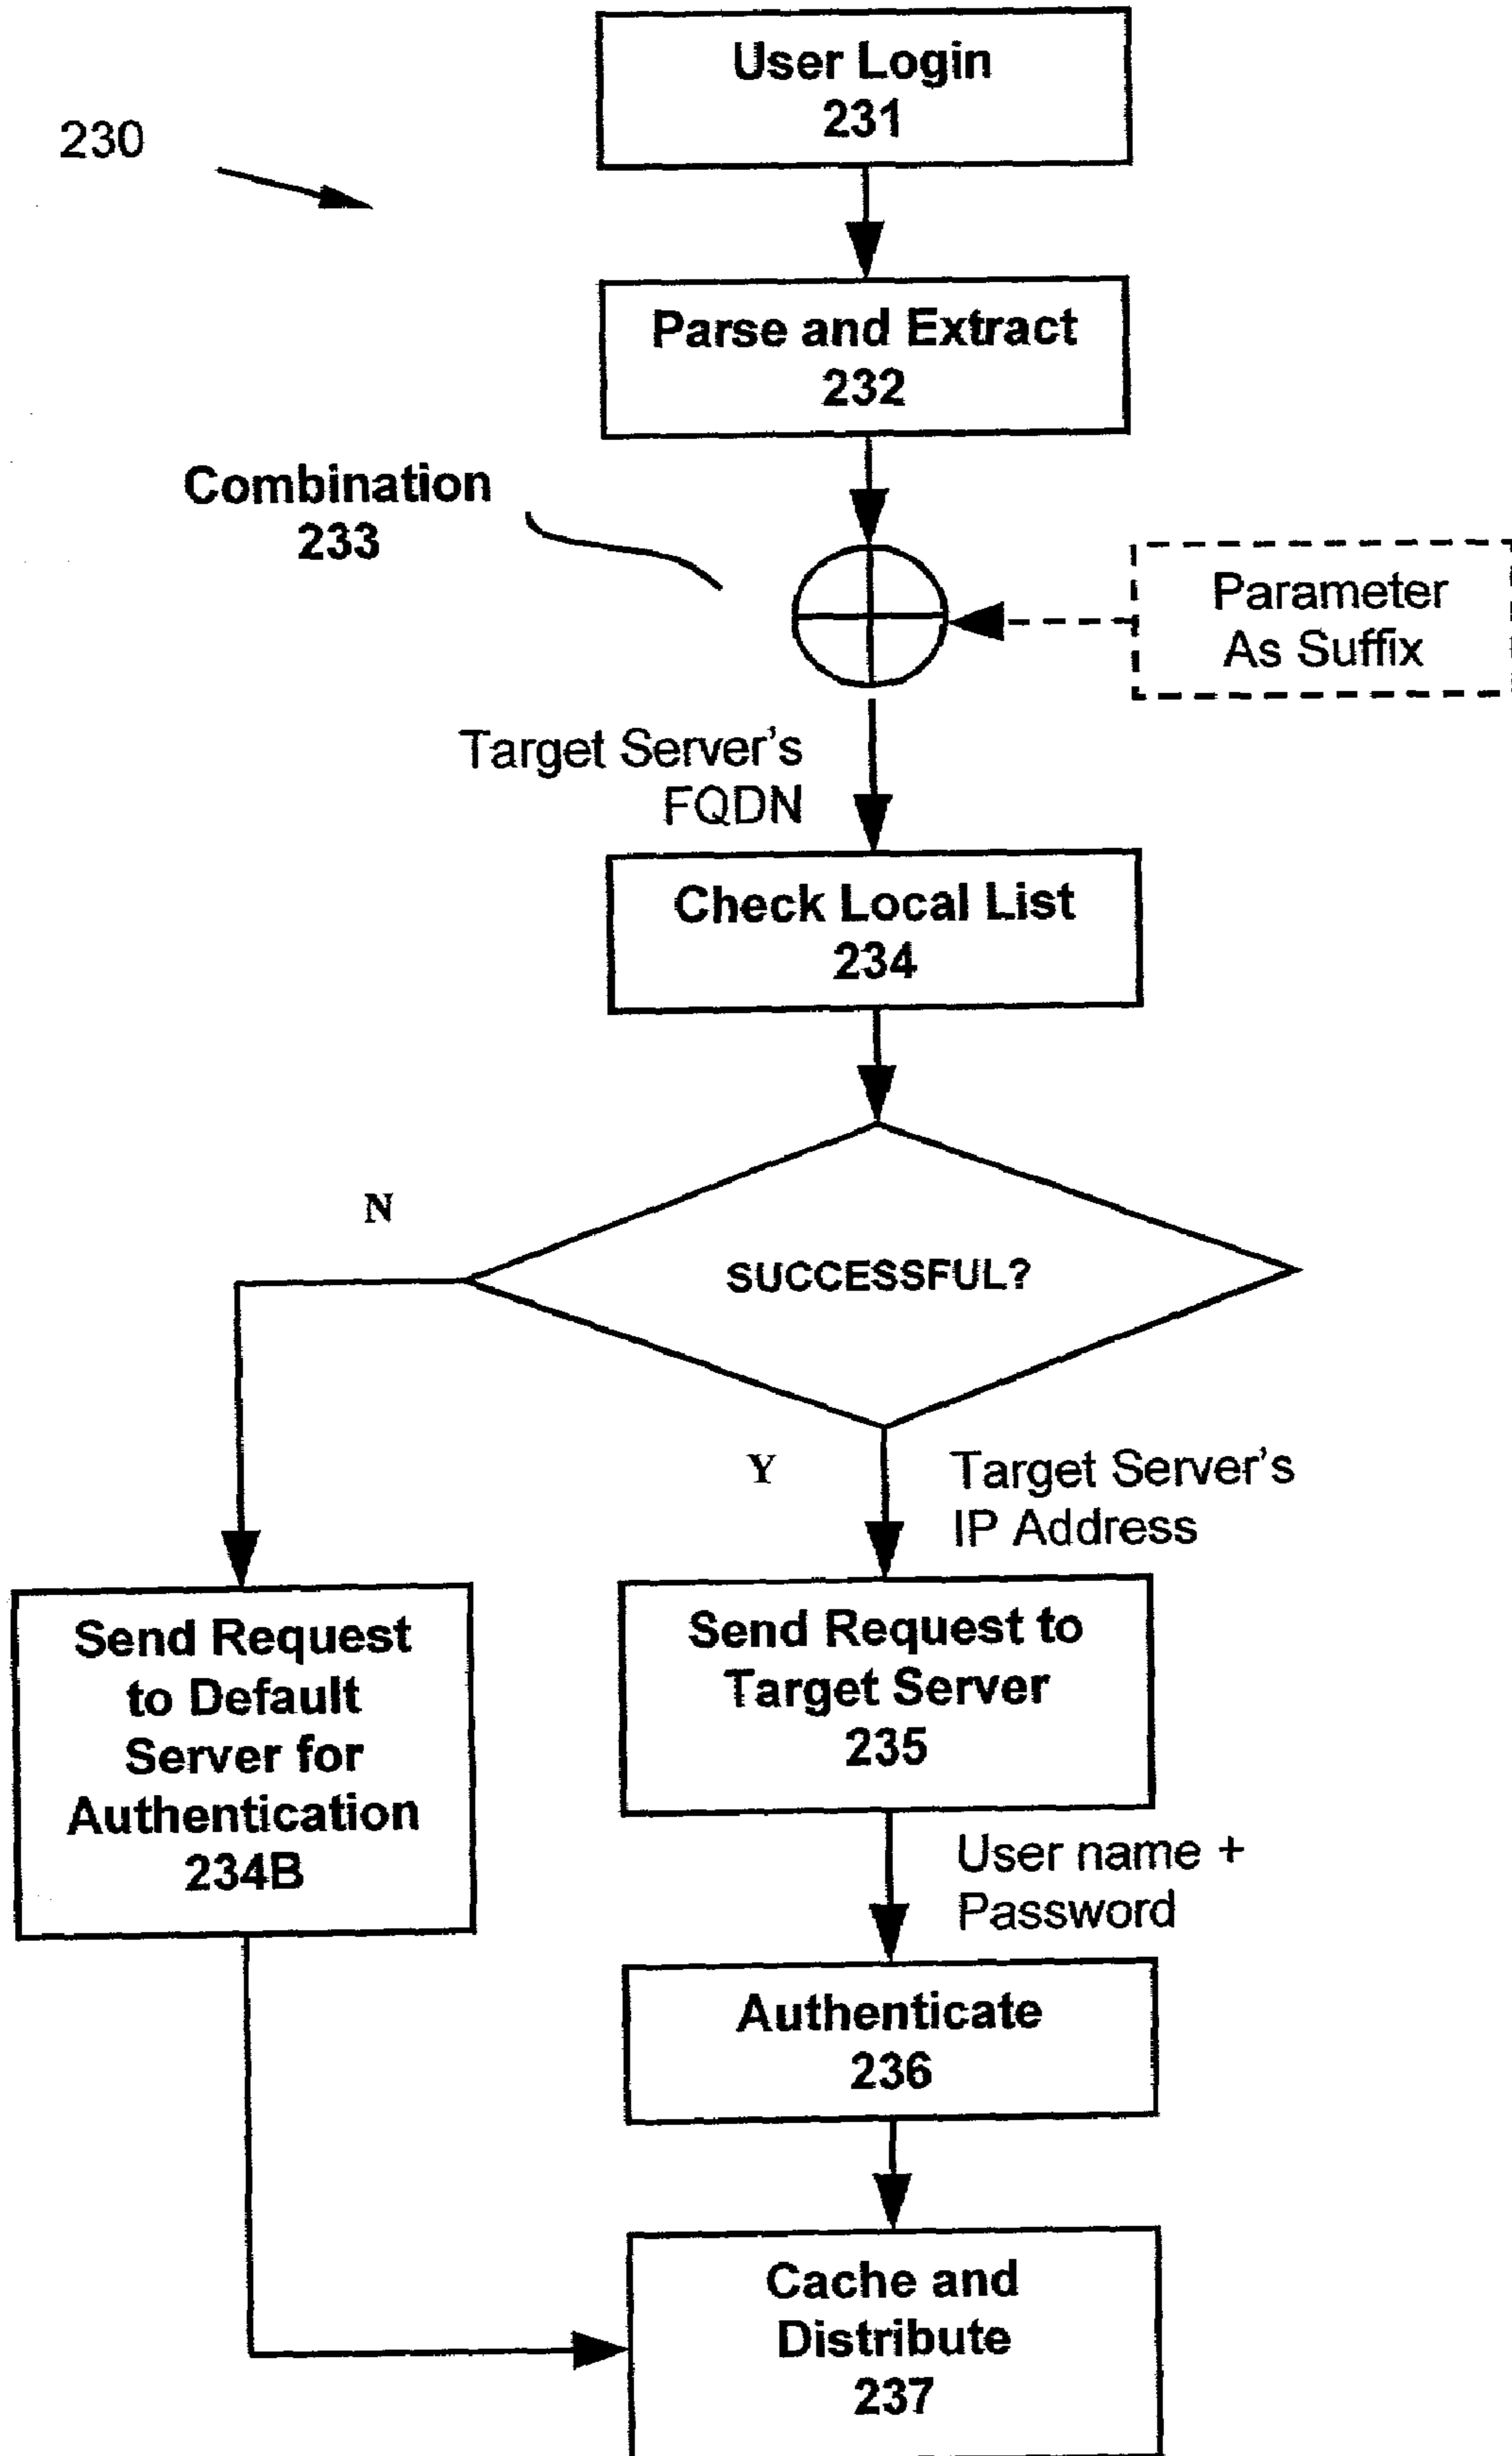 User Login
231
230
Parse and Extract
232
Combination
233
Parameter
As Suffix
Target Server's
FQDN
Check Local List
234
N
SUCCESSFUL?
Y
Target Server's
IP Address
Send Request
to Default
Server for
Authentication
234B
Send Request to
Target Server
235
User name +
Password
Authenticate
236
Cache and
Distribute
237